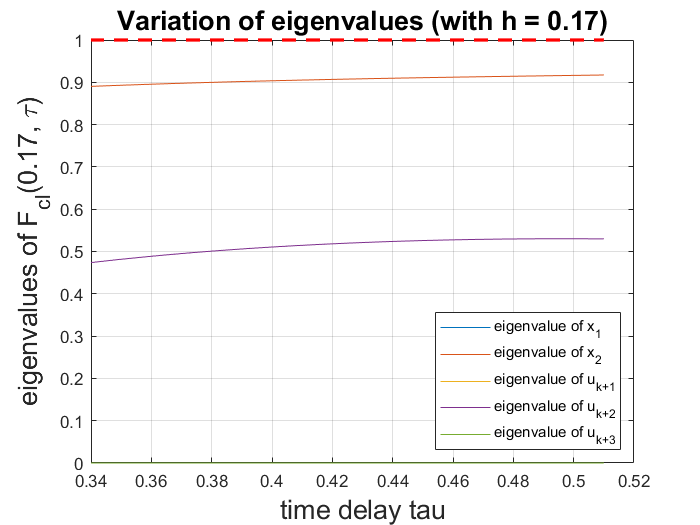 Variation of eigenvalues (with h = 0.17)
eigenvalues of F_cl(0.17, τ)
1
0.9
0.8
0.7
0.6
0.5
0.4
0.3
0.2
0.1
0
eigenvalue of x_1
eigenvalue of x_2
eigenvalue of u_k+1
eigenvalue of u_k+2
eigenvalue of u_k+3
0.34 0.36 0.38 0.4 0.42 0.44 0.46 0.48 0.5 0.52
time delay tau